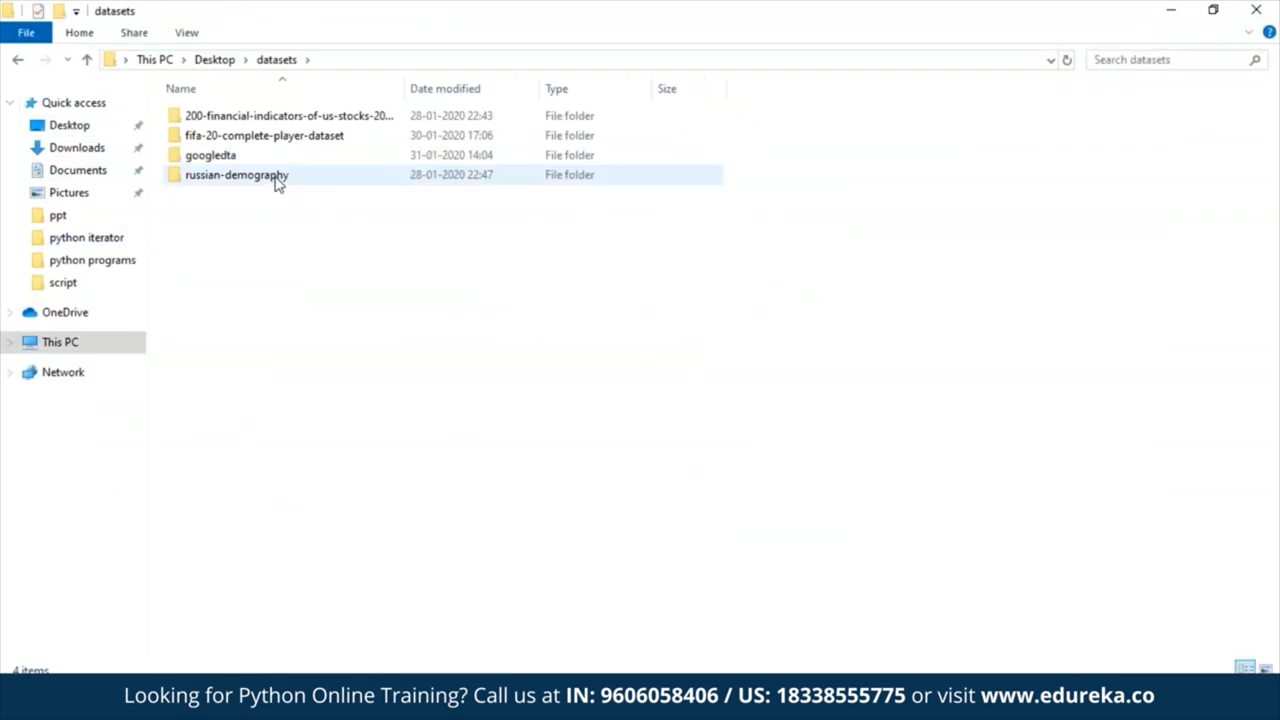 datasets
File Home Share View
This PC Desktop datasets
Search datasets
Name Date modified Type Size
Quick access
Desktop
Downloads
Documents
Pictures
ppt
python iterator
python programs
script
OneDrive
This PC
Network
200-financial-indicators-of-us-stocks-20... 28-01-2020 22:43 File folder
fifa-20-complete-player-dataset 30-01-2020 17:06 File folder
googledta 31-01-2020 14:04 File folder
russian-demography 28-01-2020 22:47 File folder
4 items
Looking for Python Online Training? Call us at IN: 9606058406 / US: 18338555775 or visit www.edureka.co